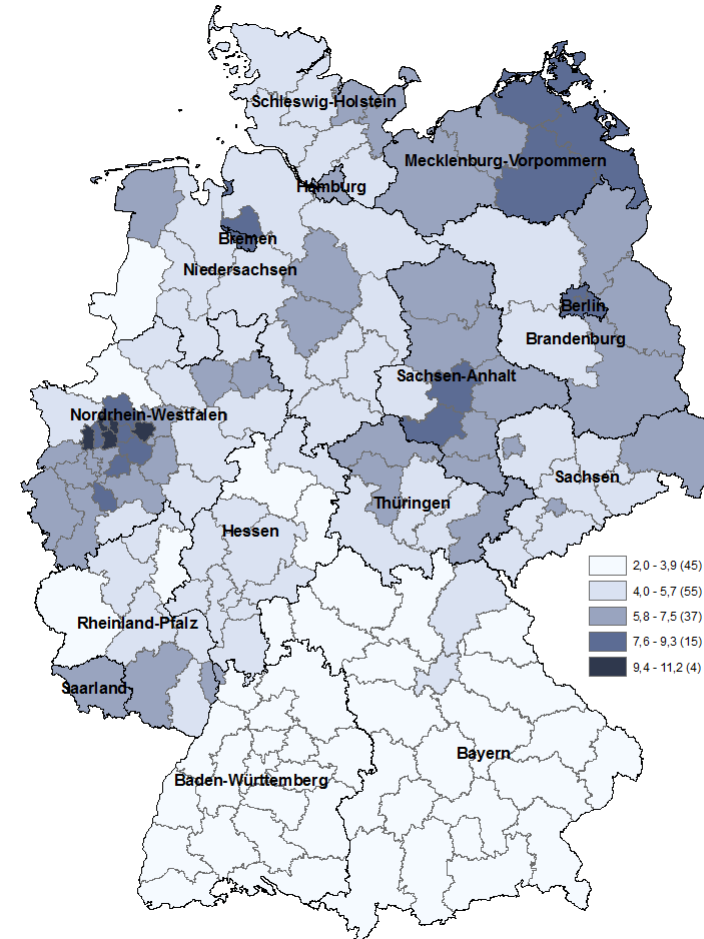 Schleswig-Holstein
Mecklenburg-Vorpommern
Hamburg
Bremen
Niedersachsen
Berlin
Brandenburg
Sachsen-Anhalt
Nordrhein-Westfalen
Sachsen
Thüringen
Hessen
2,0 - 3,9 (45)
4,0 - 5,7 (55)
5,8 - 7,5 (37)
7,6 - 9,3 (15)
9,4 - 11,2 (4)
Rheinland-Pfalz
Saarland
Bayern
Baden-Württemberg